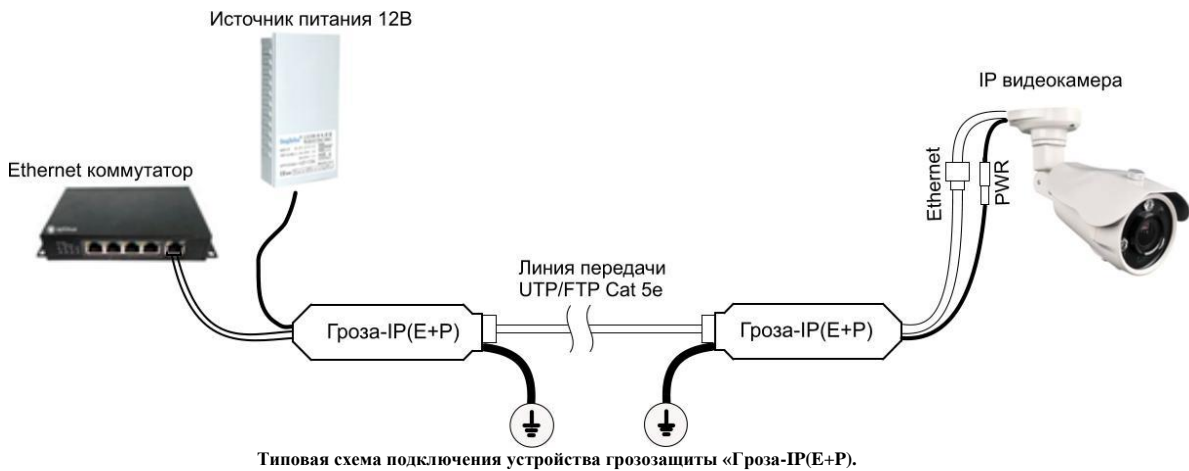 Источник питания 12В
IP видеокамера
Ethernet коммутатор
Ethernet
PWR
Линия передачи
UTP/FTP Cat 5e
Гроза-IP(E+P)
Гроза-IP(E+P)
Типовая схема подключения устройства грозозащиты «Гроза-IP(E+P).